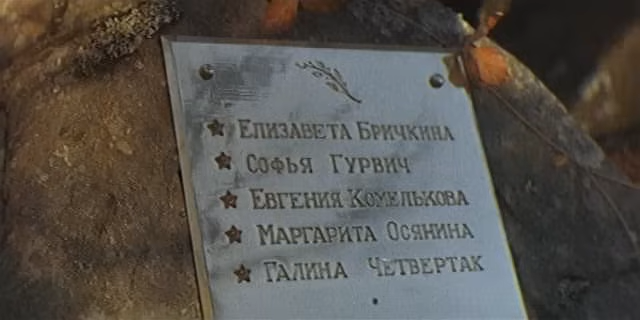 Елизавета Бричкина
Софья Гурвич
Евгения Комелькова
Маргарита Осянина
Галина Четвертак